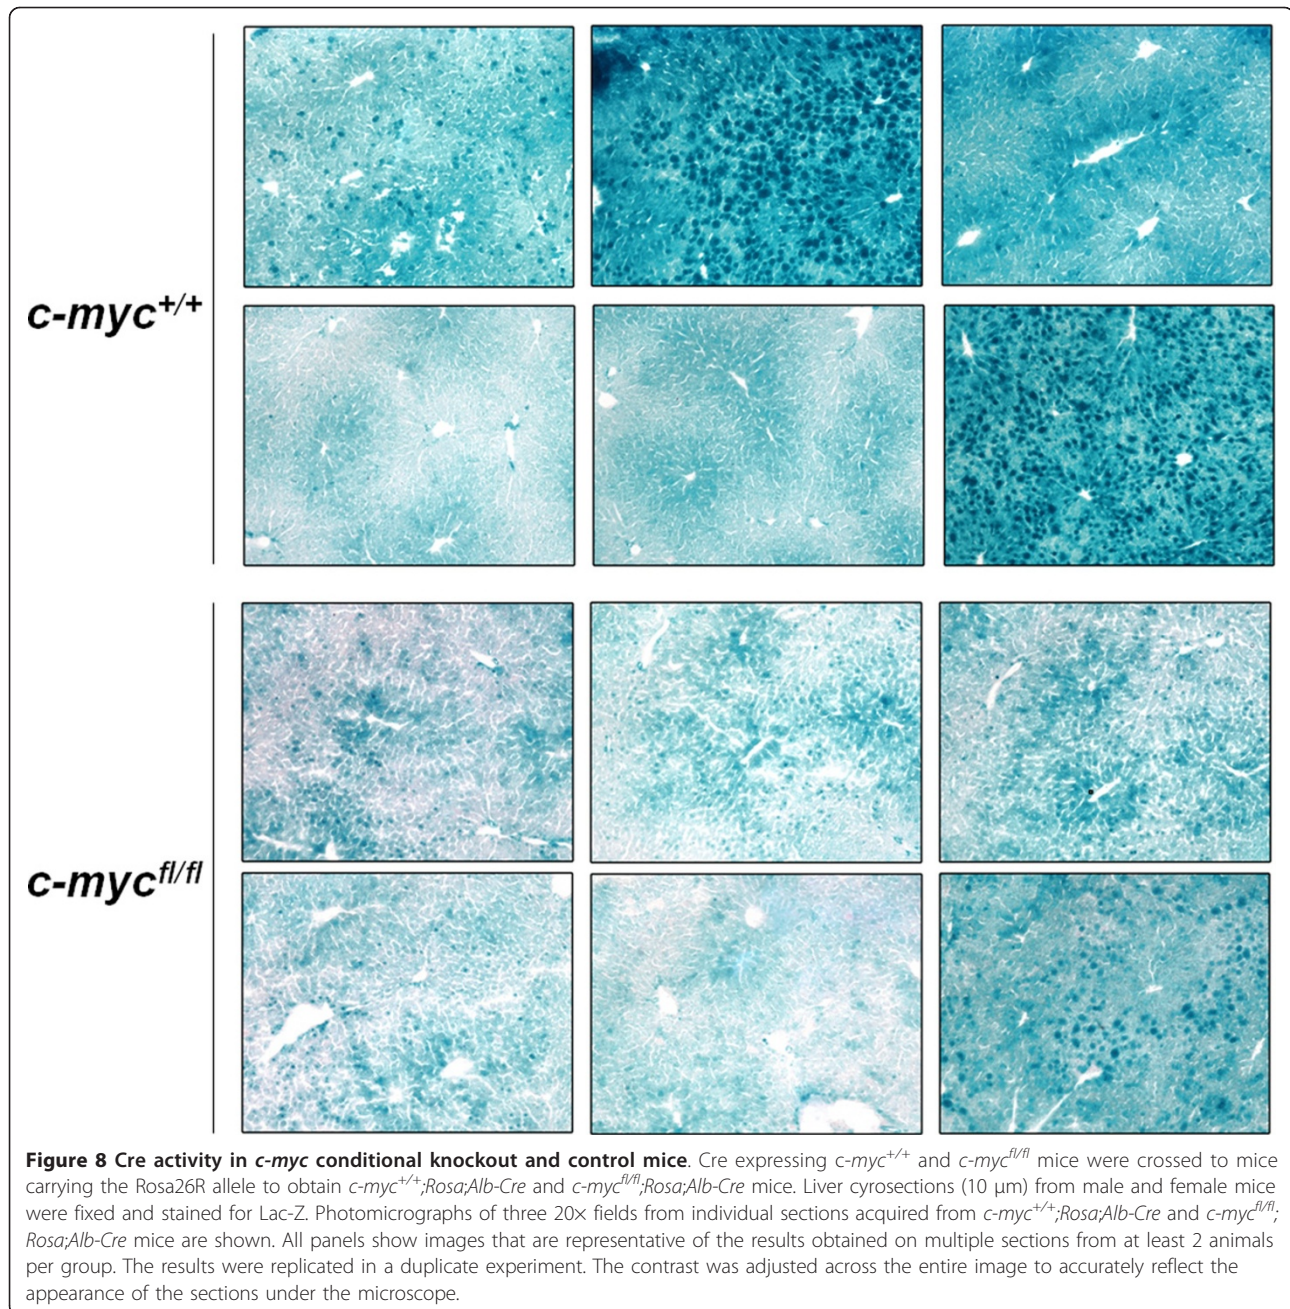 c-myc+/+
c-mycfl/fl
Figure 8 Cre activity in c-myc conditional knockout and control mice. Cre expressing c-myc+/+ and c-mycfl/fl mice were crossed to mice
carrying the Rosa26R allele to obtain c-myc+/+;Rosa;Alb-Cre and c-mycfl/fl;Rosa;Alb-Cre mice. Liver cyrosections (10 μm) from male and female mice
were fixed and stained for Lac-Z. Photomicrographs of three 20× fields from individual sections acquired from c-myc+/+;Rosa;Alb-Cre and c-mycfl/fl;
Rosa;Alb-Cre mice are shown. All panels show images that are representative of the results obtained on multiple sections from at least 2 animals
per group. The results were replicated in a duplicate experiment. The contrast was adjusted across the entire image to accurately reflect the
appearance of the sections under the microscope.